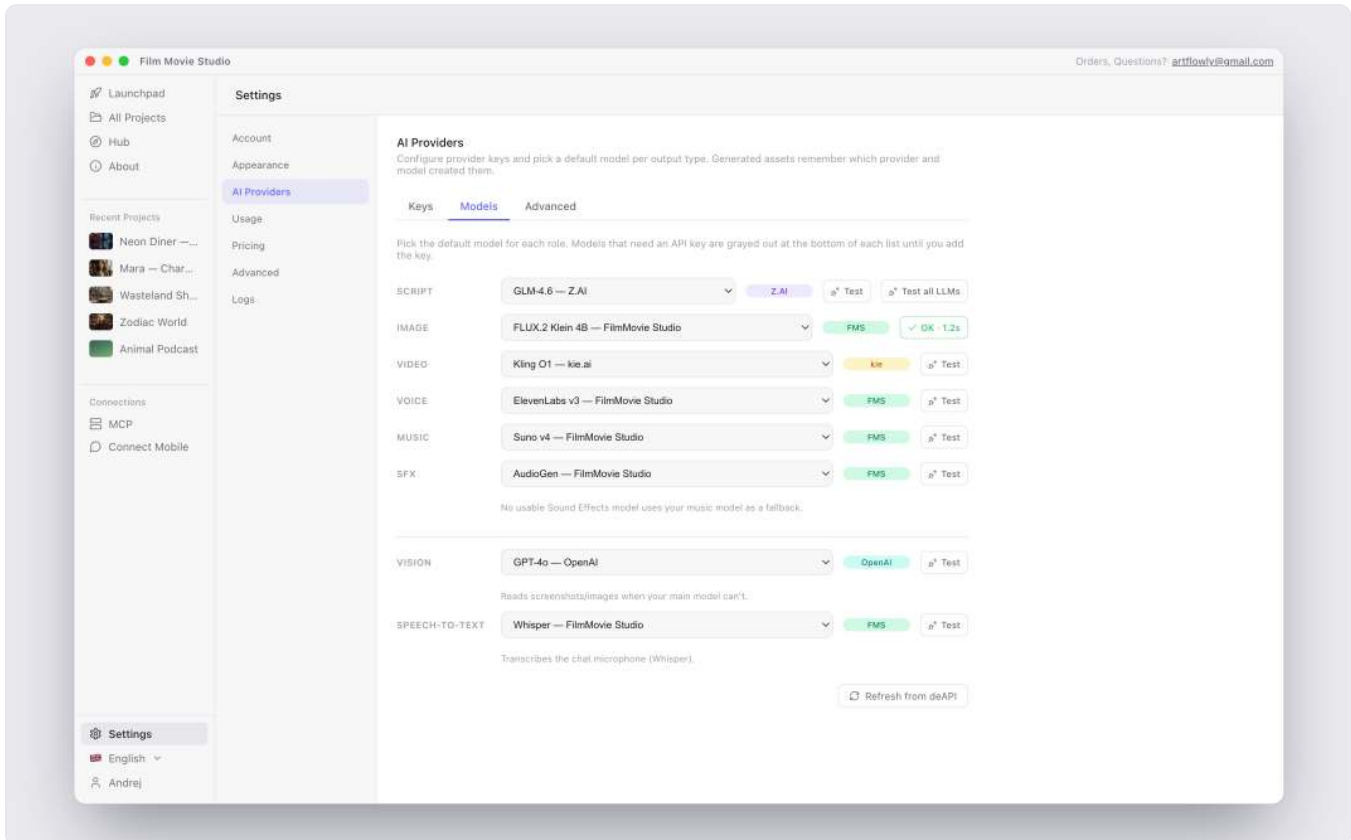 Film Movie Studio
Orders, Questions? artflowly@gmail.com
Launchpad
All Projects
Hub
About
Recent Projects
Neon Diner —...
Mara — Char...
Wasteland Sh...
Zodiac World
Animal Podcast
Connections
MCP
Connect Mobile
Settings
English
Andrej
Settings
Account
Appearance
AI Providers
Usage
Pricing
Advanced
Logs
AI Providers
Configure provider keys and pick a default model per output type. Generated assets remember which provider and
model created them.
Keys Models Advanced
Pick the default model for each role. Models that need an API key are grayed out at the bottom of each list until you add
the key.
SCRIPT GLM-4.6 — Z.AI Z.AI Test Test all LLMs
IMAGE FLUX.2 Klein 4B — FilmMovie Studio FMS OK · 1.2s
VIDEO Kling O1 — kie.ai kie Test
VOICE ElevenLabs v3 — FilmMovie Studio FMS Test
MUSIC Suno v4 — FilmMovie Studio FMS Test
SFX AudioGen — FilmMovie Studio FMS Test
No usable Sound Effects model uses your music model as a fallback.
VISION GPT-4o — OpenAI OpenAI Test
Reads screenshots/images when your main model can't.
SPEECH-TO-TEXT Whisper — FilmMovie Studio FMS Test
Transcribes the chat microphone (Whisper).
Refresh from deAPI